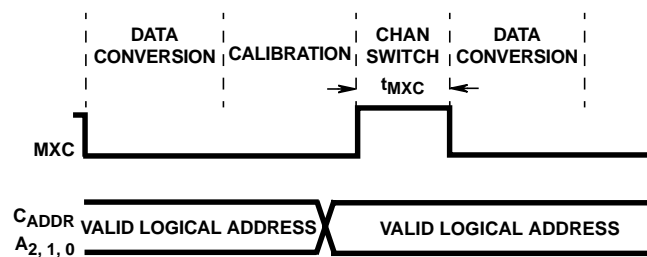 DATA CONVERSION
CALIBRATION
CHAN SWITCH
DATA CONVERSION
tMXC
MXC
CADDR
A2, 1, 0
VALID LOGICAL ADDRESS
VALID LOGICAL ADDRESS